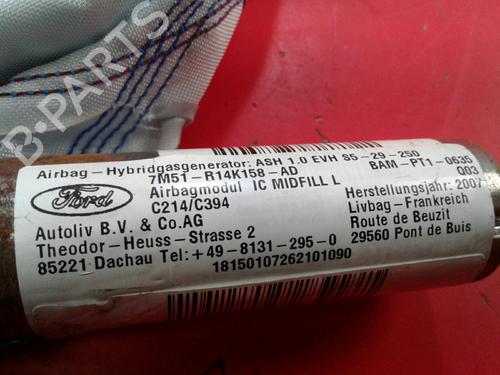 B-PARTS
Airbag - Hybridgasgenerator: ASH 1.0 EVH S5-29-250
7M51-R14K158-AD BAM-PT1-0635
Airbagmodul IC MIDFILL L Q03
Ford
C214/C394 Herstellungsjahr: 2007
Autoliv B.V. & Co.AG Livbag-Frankreich
Theodor-Heuss-Strasse 2 Route de Beuzit
85221 Dachau Tel:+49-8131-295-0 29560 Pont de Buis
18150107262101090